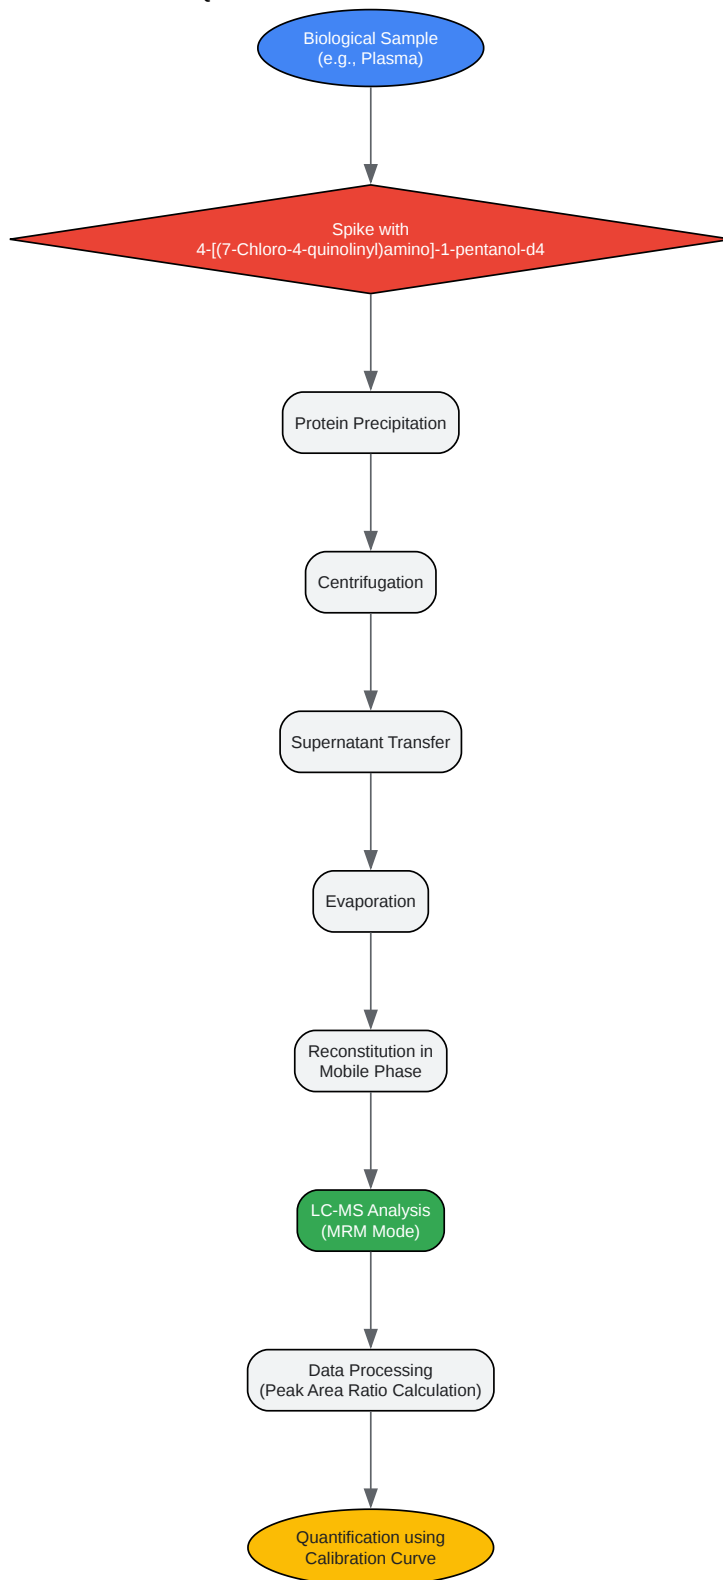 Biological Sample
(e.g., Plasma)
Spike with
4-[(7-Chloro-4-quinolinyl)amino]-1-pentanol-d4
Protein Precipitation
Centrifugation
Supernatant Transfer
Evaporation
Reconstitution in
Mobile Phase
LC-MS Analysis
(MRM Mode)
Data Processing
(Peak Area Ratio Calculation)
Quantification using
Calibration Curve